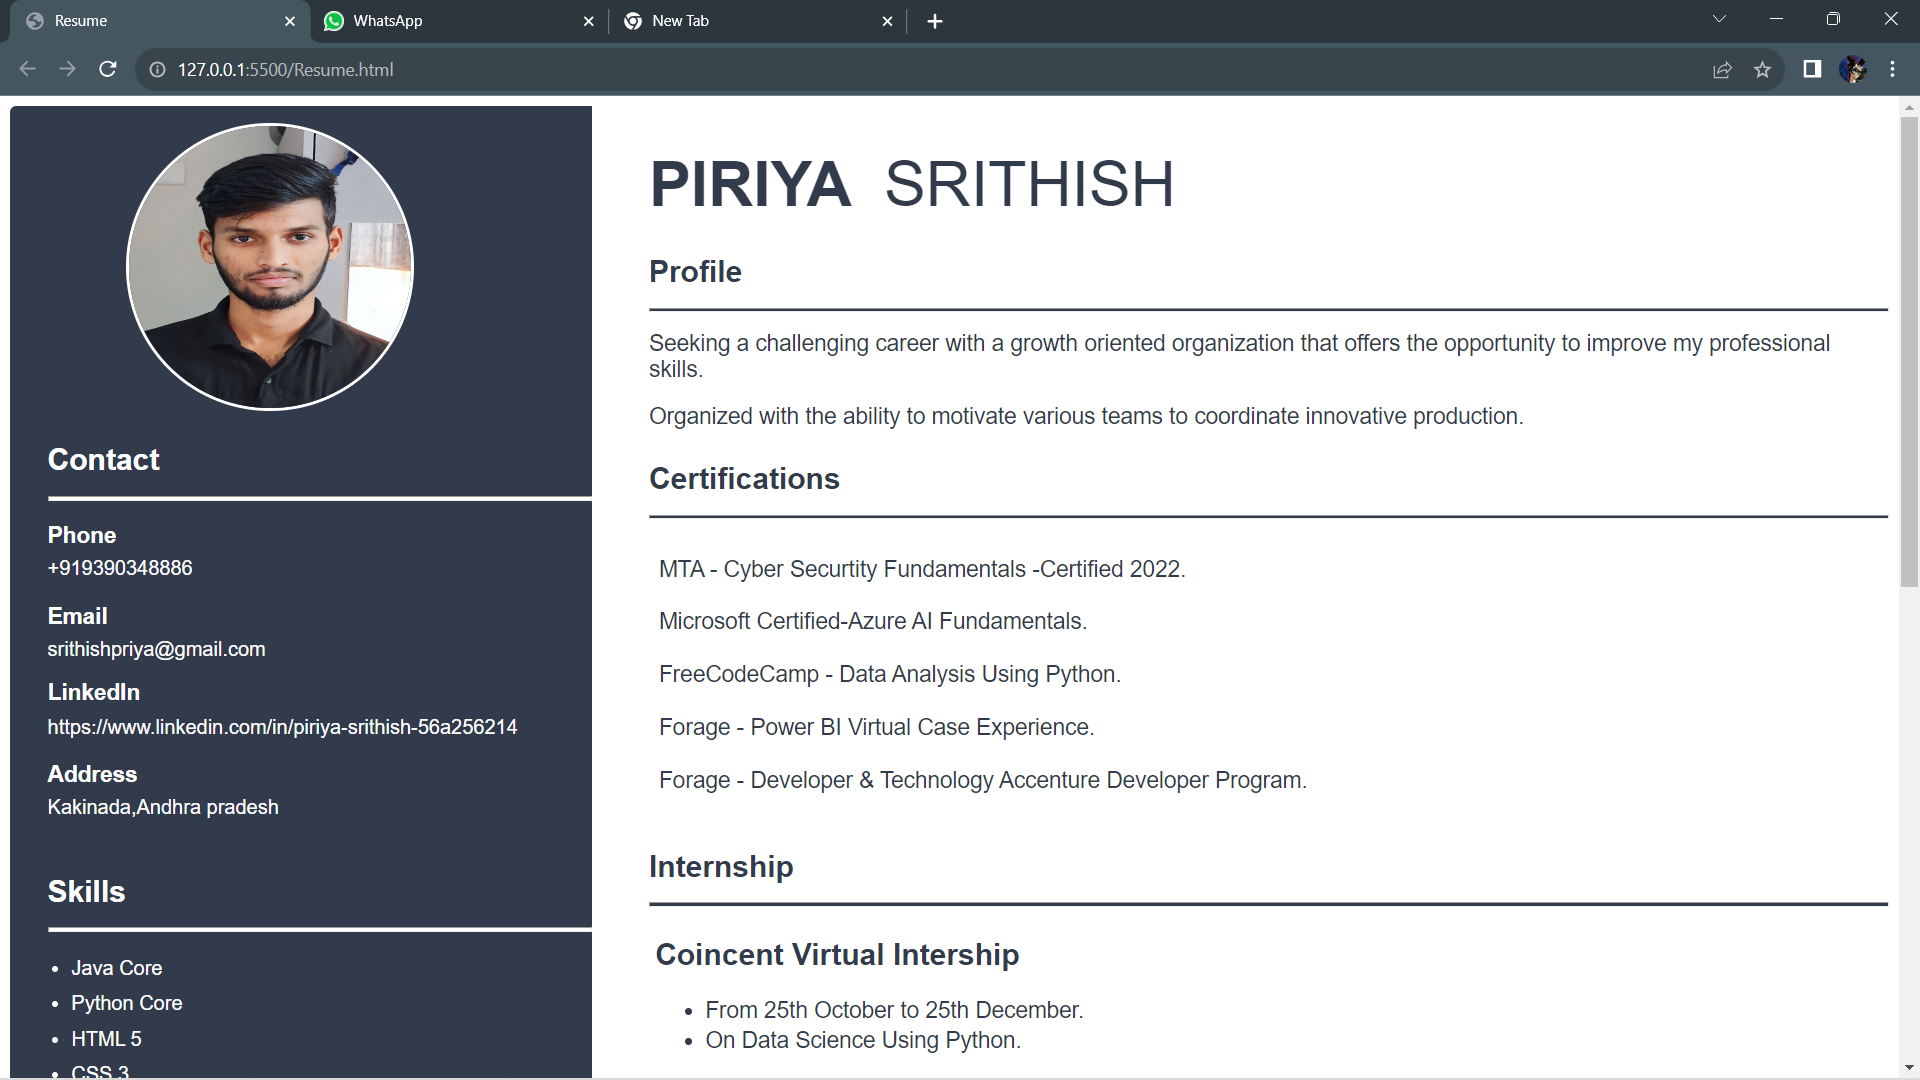 Resume
WhatsApp
New Tab
127.0.0.1:5500/Resume.html
Contact
Phone
+919390348886
Email
srithishpriya@gmail.com
LinkedIn
https://www.linkedin.com/in/piriya-srithish-56a256214
Address
Kakinada,Andhra pradesh
Skills
• Java Core
• Python Core
• HTML 5
• CSS 3
PIRIYA SRITHISH
Profile
Seeking a challenging career with a growth oriented organization that offers the opportunity to improve my professional
skills.
Organized with the ability to motivate various teams to coordinate innovative production.
Certifications
MTA - Cyber Securtity Fundamentals -Certified 2022.
Microsoft Certified-Azure AI Fundamentals.
FreeCodeCamp - Data Analysis Using Python.
Forage - Power BI Virtual Case Experience.
Forage - Developer & Technology Accenture Developer Program.
Internship
Coincent Virtual Intership
• From 25th October to 25th December.
• On Data Science Using Python.